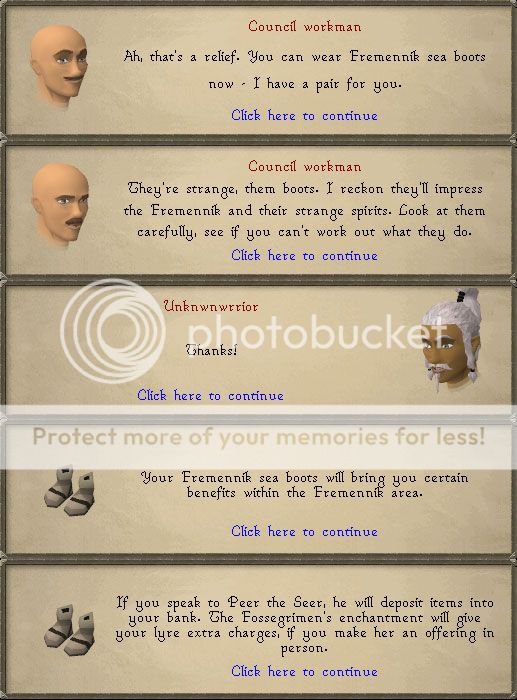 Council workman
Ah, that's a relief. You can wear Fremennik sea boots
now - I have a pair for you.
Click here to continue
Council workman
They're strange, them boots. I reckon they'll impress
the Fremennik and their strange spirits. Look at them
carefully, see if you can't work out what they do.
Click here to continue
Unknwnwrrior
photobucket
Thanks!
Click here to continue
Protect more of your memories for less!
Your Fremennik sea boots will bring you certain
benefits within the Fremennik area.
Click here to continue
If you speak to Peer the Seer, he will deposit items into
your bank. The Fossegrimen's enchantment will give
your lyre extra charges, if you make her an offering in
person.
Click here to continue